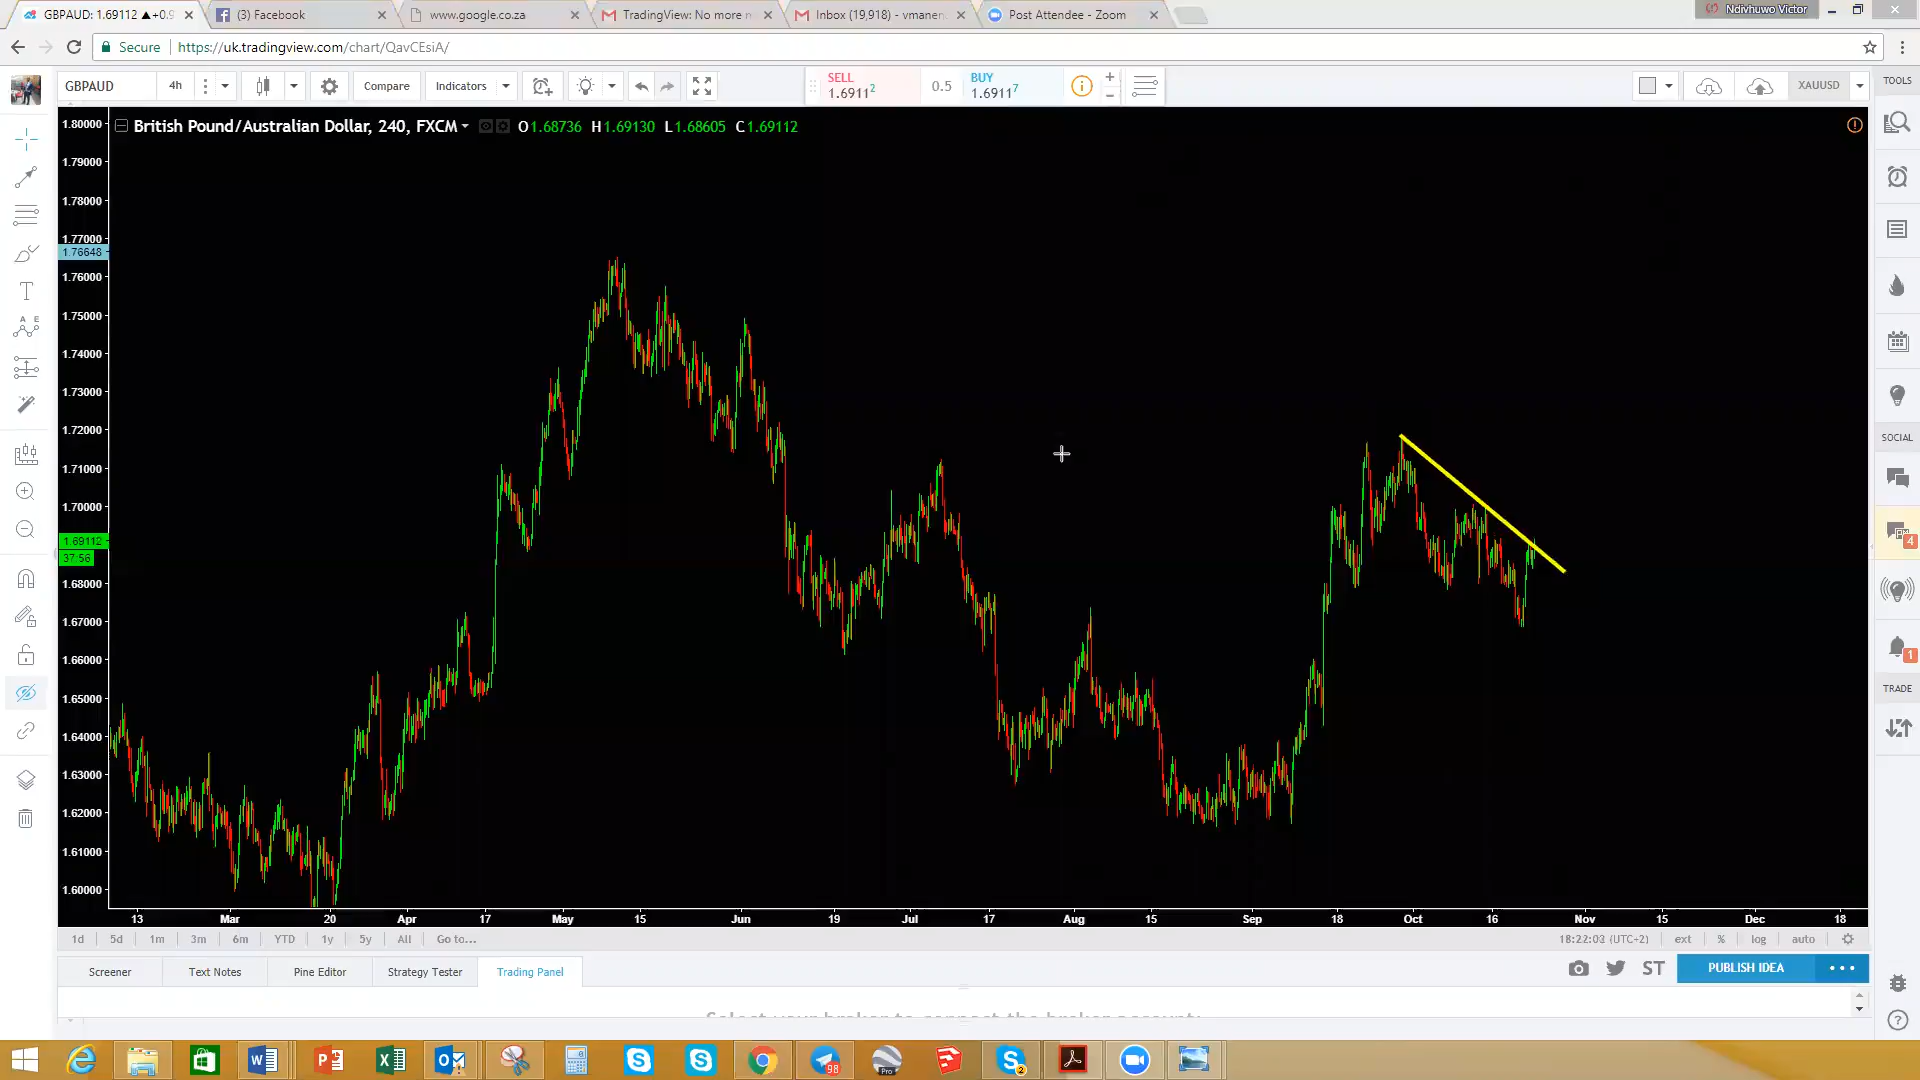 GBPAUD: 1.69112 ▲+0.9
(3) Facebook
www.google.co.za
TradingView: No more n
Inbox (19,918) - vmanen
Post Attendee - Zoom
Ndivhuwo Victor
Secure
https://uk.tradingview.com/chart/QavCEsiA/
GBPAUD
4h
Compare
Indicators
SELL
1.69112
0.5
BUY
1.69117
XAUUSD
TOOLS
British Pound/Australian Dollar, 240, FXCM
O1.68736 H1.69130 L1.68605 C1.69112
1.80000
1.79000
1.78000
1.77000
1.76648
1.76000
1.75000
1.74000
1.73000
1.72000
1.71000
1.70000
1.69112
37:56
1.68000
1.67000
1.66000
1.65000
1.64000
1.63000
1.62000
1.61000
1.60000
T
A E
SOCIAL
4
1
TRADE
13 Mar 20 Apr 17 May 15 Jun 19 Jul 17 Aug 15 Sep 18 Oct 16 Nov 15 Dec 18
1d 5d 1m 3m 6m YTD 1y 5y All Go to...
18:22:03 (UTC+2) ext % log auto
Screener Text Notes Pine Editor Strategy Tester Trading Panel
ST
PUBLISH IDEA
98
Pro
2